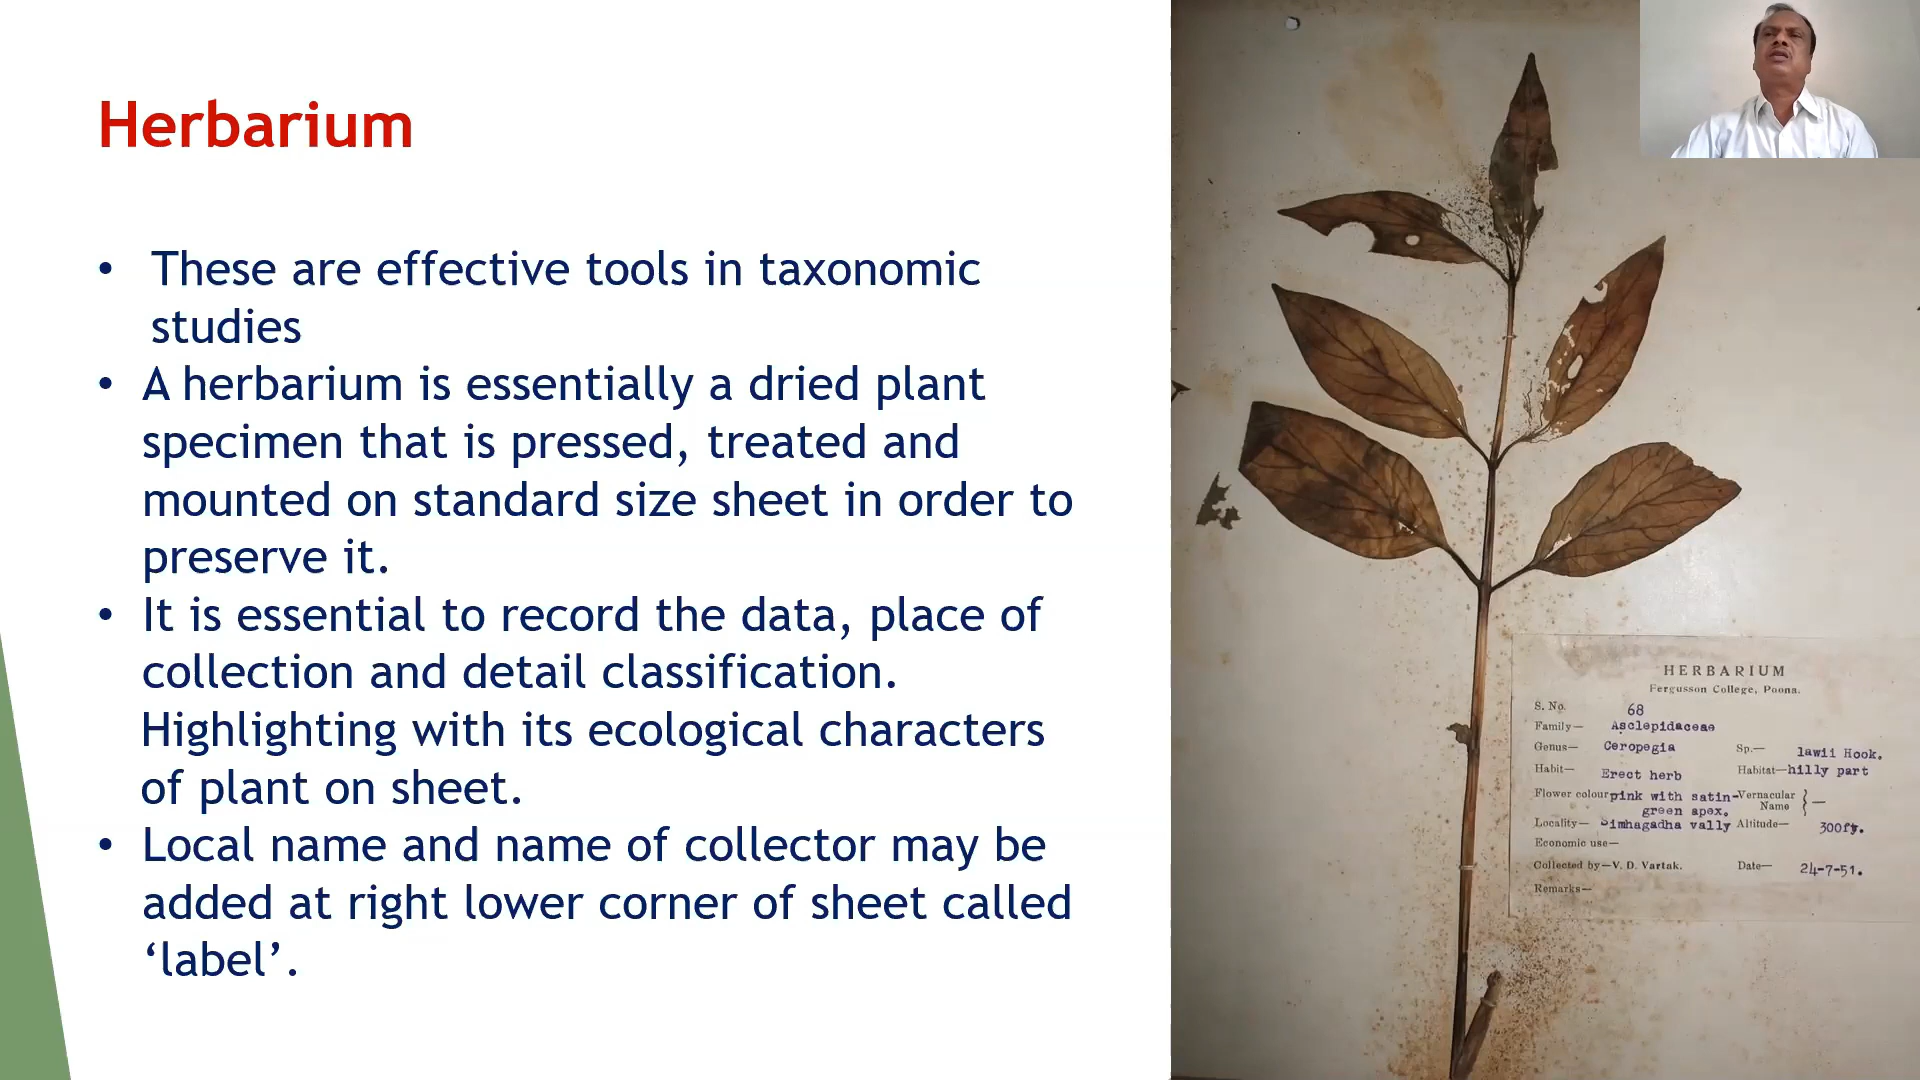 Herbarium
• These are effective tools in taxonomic
studies
• A herbarium is essentially a dried plant
specimen that is pressed, treated and
mounted on standard size sheet in order to
preserve it.
• It is essential to record the data, place of
collection and detail classification.
Highlighting with its ecological characters
of plant on sheet.
• Local name and name of collector may be
added at right lower corner of sheet called
‘label’.
HERBARIUM
Fergusson College, Poona.
S. No. 68
Family— Asclepidaceae
Genus— Ceropegia Sp.— lawii Hook.
Habit— Erect herb Habitat—hilly part
Flower colour pink with satin- Vernacular
green apex. Name } —
Locality— Simhagadha vally Altitude— 300ft.
Economic use—
Collected by—V. D. Vartak. Date— 24-7-51.
Remarks—